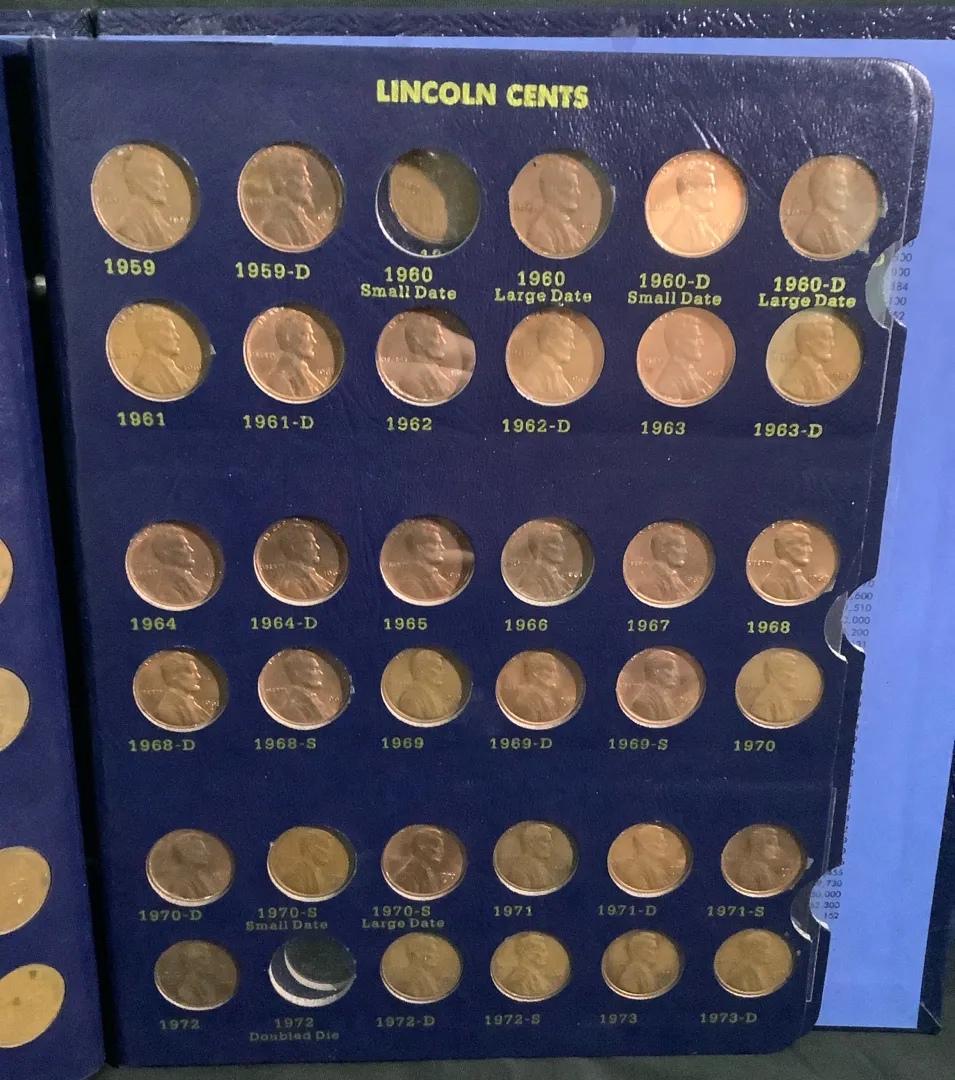 LINCOLN CENTS
1959
1959-D
1960
Small Date
1960
Large Date
1960-D
Small Date
1960-D
Large Date
1961
1961-D
1962
1962-D
1963
1963-D
1964
1964-D
1965
1966
1967
1968
1968-D
1968-S
1969
1969-D
1969-S
1970
1970-D
1970-S
Small Date
1970-S
Large Date
1971
1971-D
1971-S
1972
1972
Doubled Die
1972-D
1972-S
1973
1973-D